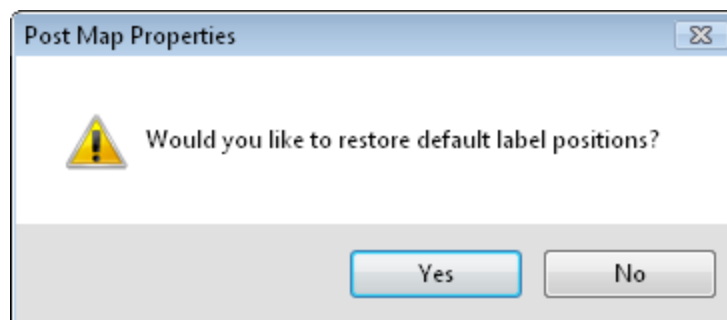 Post Map Properties
Would you like to restore default label positions?
Yes
No